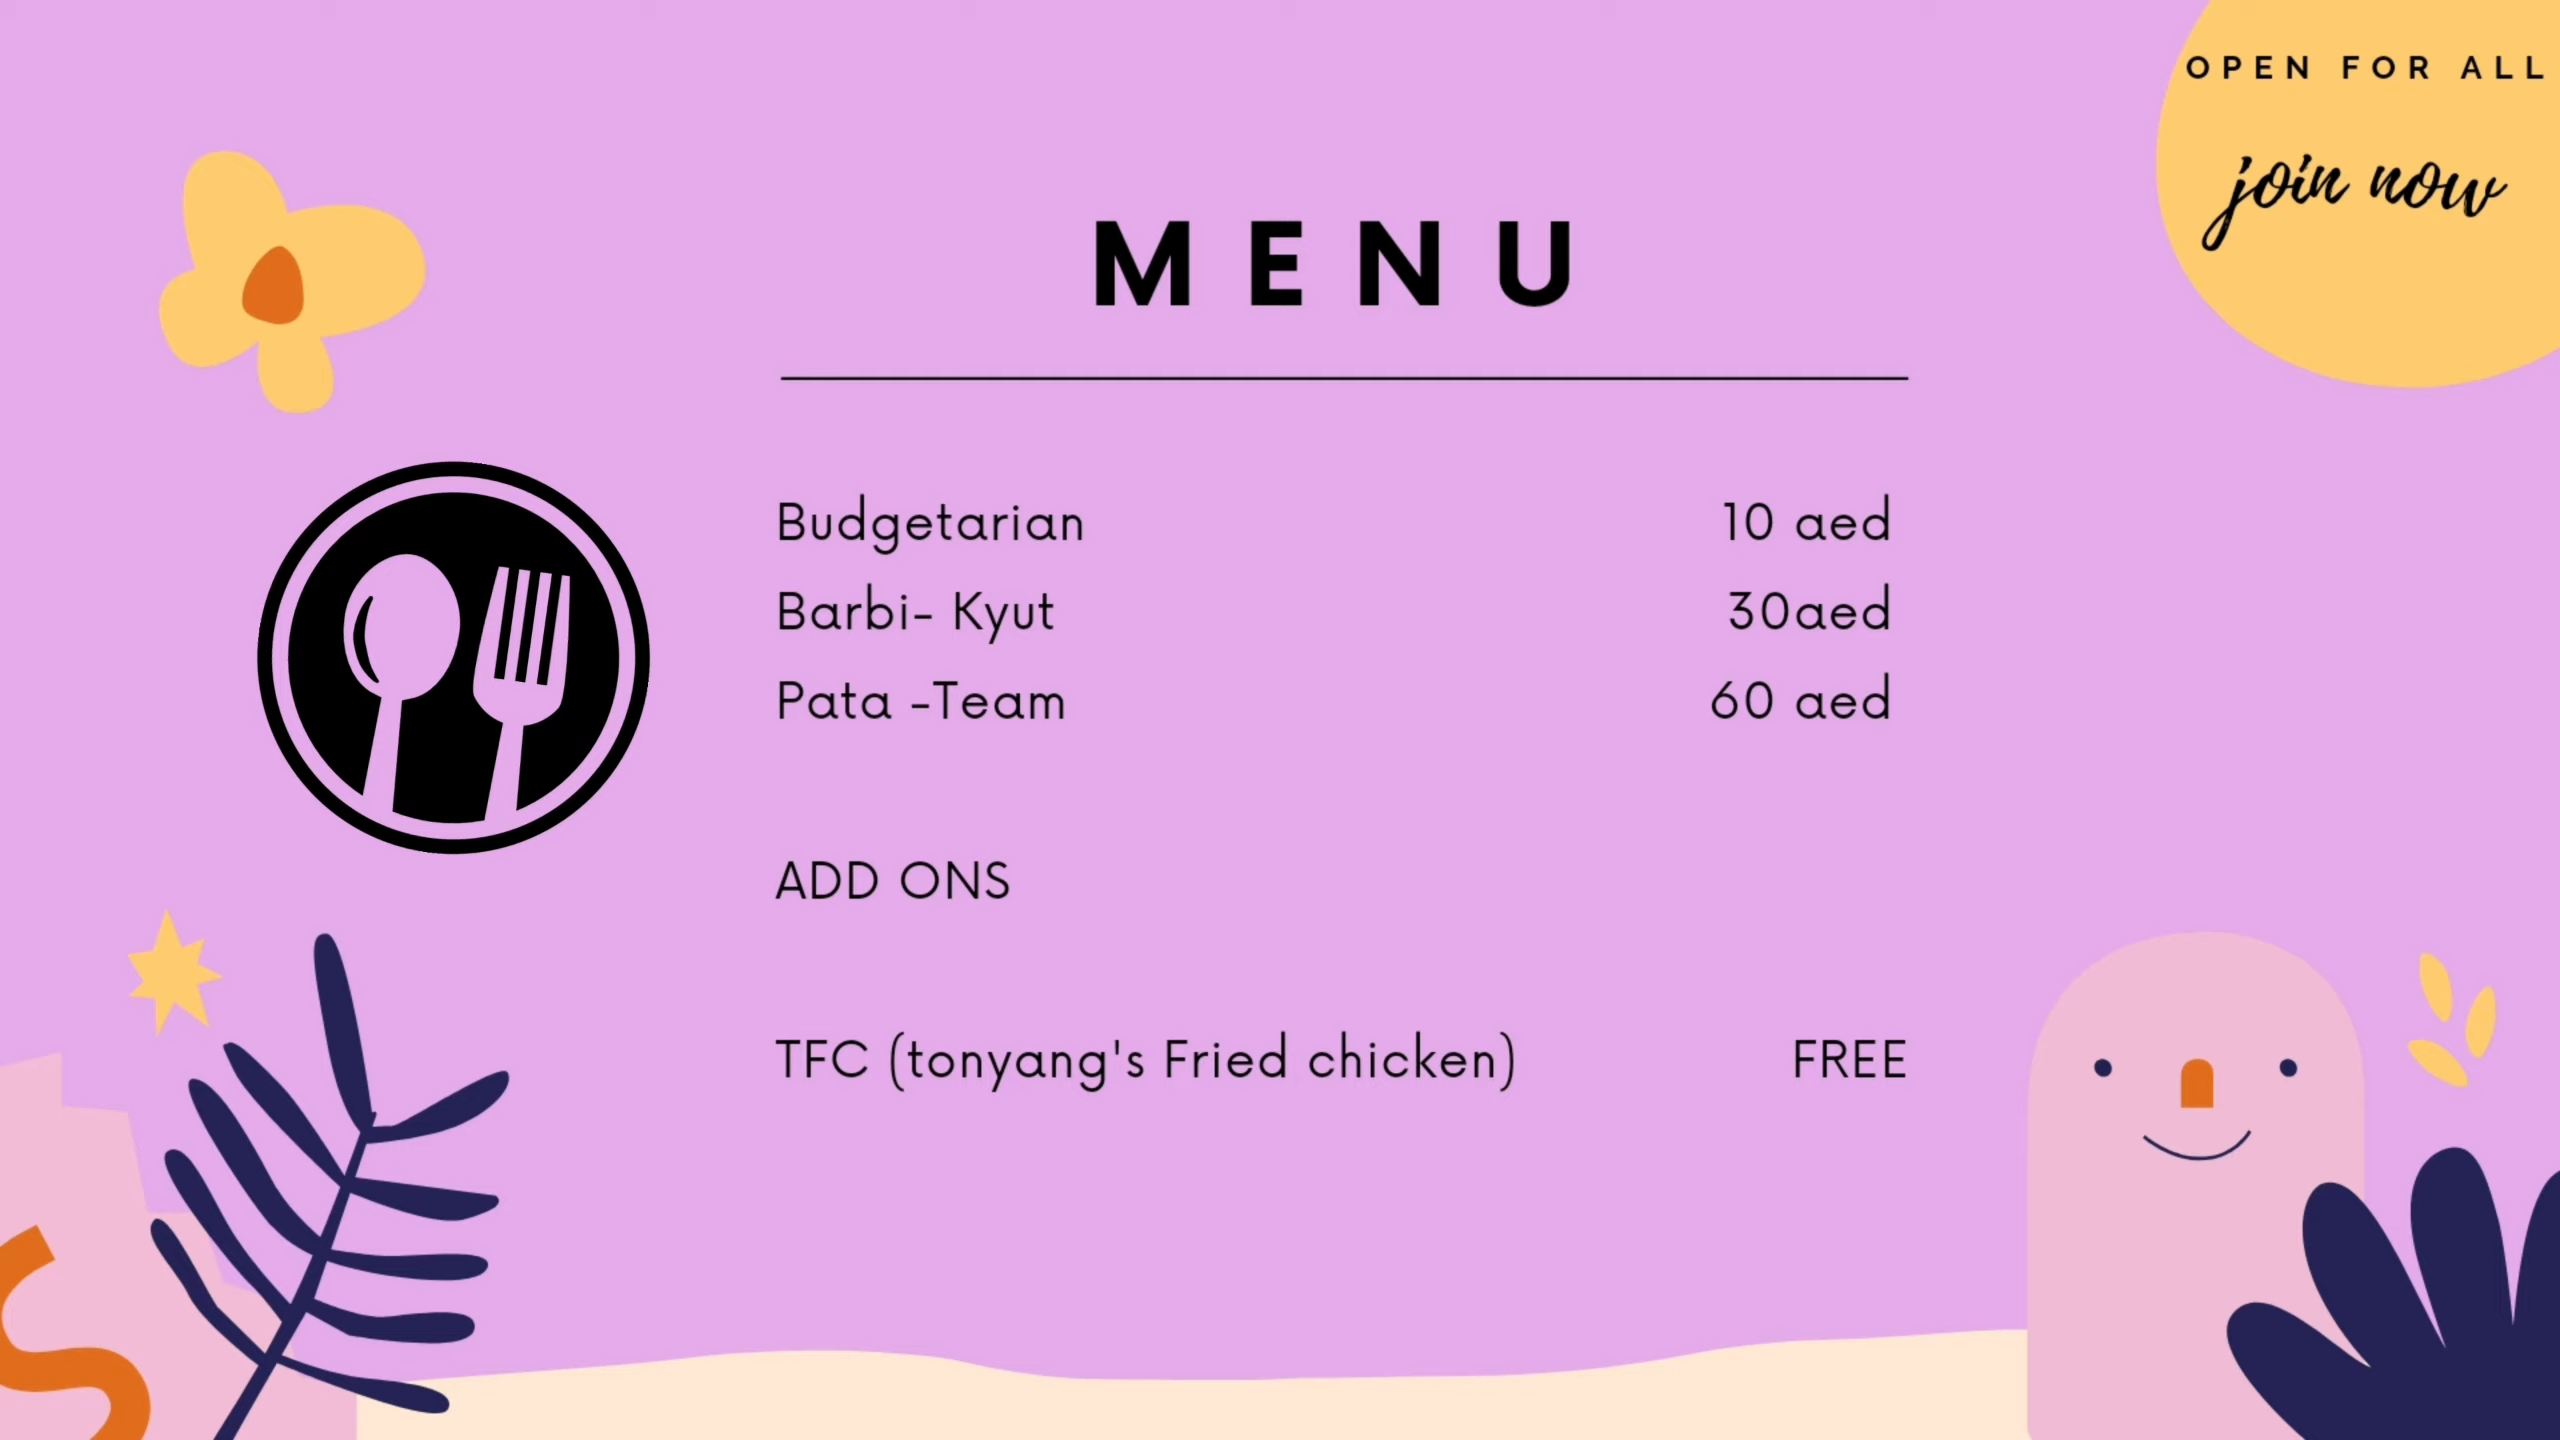 OPEN FOR ALL
join now
MENU
Budgetarian 10 aed
Barbi- Kyut 30aed
Pata -Team 60 aed
ADD ONS
TFC (tonyang's Fried chicken) FREE
S